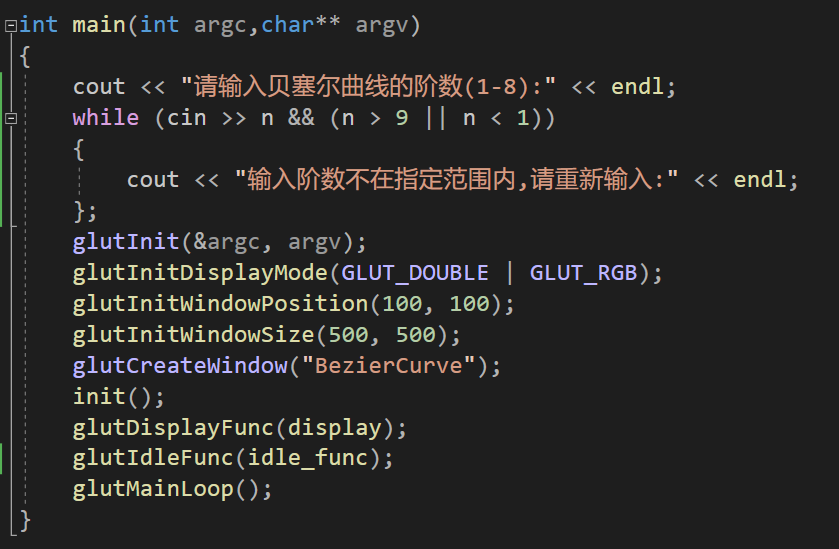 int main(int argc,char** argv)
{
    cout << "请输入贝塞尔曲线的阶数(1-8):" << endl;
    while (cin >> n && (n > 9 || n < 1))
    {
        cout << "输入阶数不在指定范围内,请重新输入:" << endl;
    };
    glutInit(&argc, argv);
    glutInitDisplayMode(GLUT_DOUBLE | GLUT_RGB);
    glutInitWindowPosition(100, 100);
    glutInitWindowSize(500, 500);
    glutCreateWindow("BezierCurve");
    init();
    glutDisplayFunc(display);
    glutIdleFunc(idle_func);
    glutMainLoop();
}